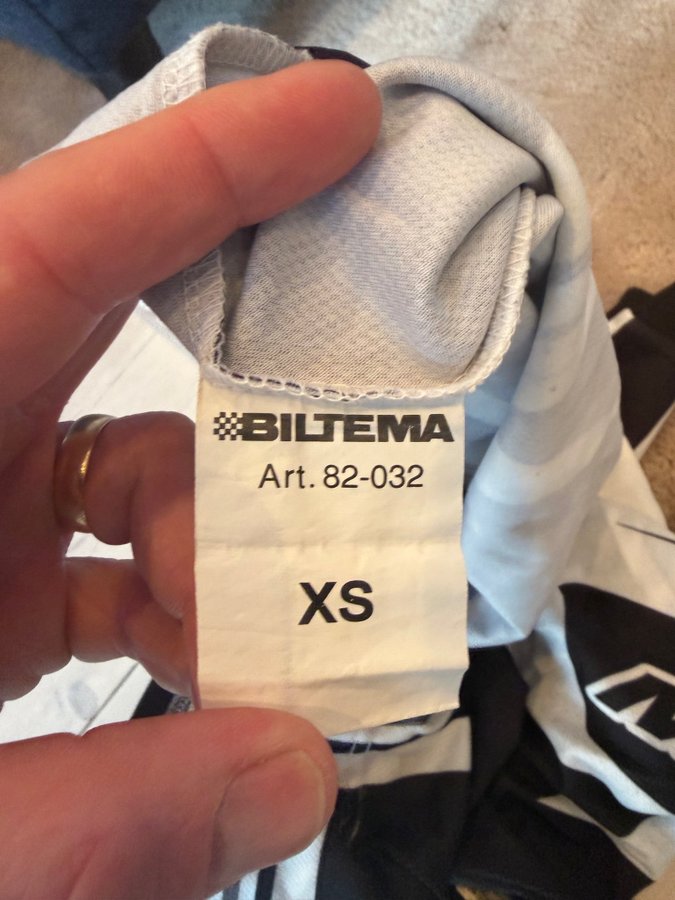 BILTEMA
Art. 82-032
XS